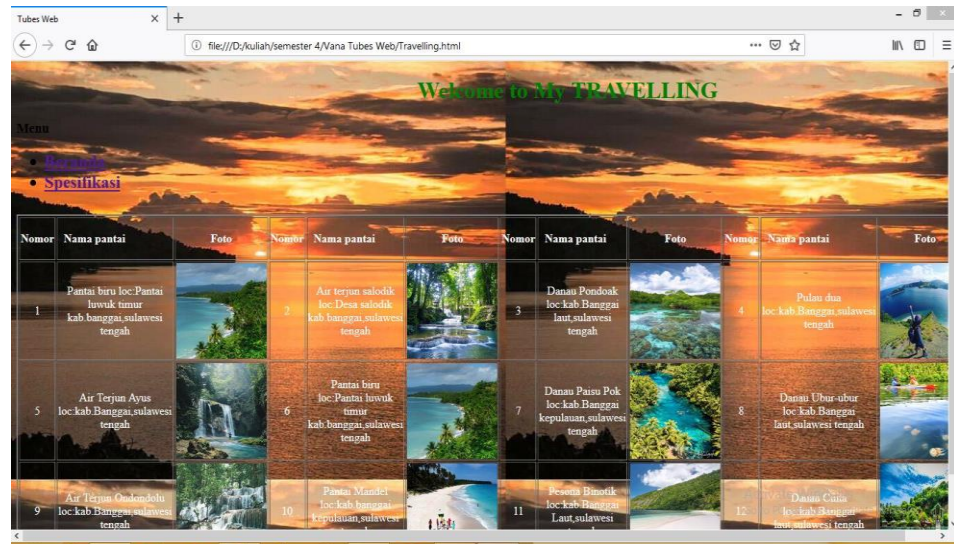 Tubes Web
file:///D:/kuliah/semester 4/Vana Tubes Web/Travelling.html
Welcome to My TRAVELLING
Menu
Beranda
Spesifikasi
Nomor Nama pantai Foto Nomor Nama pantai Foto Nomor Nama pantai Foto Nomor Nama pantai Foto
1
Pantai biru loc:Pantai
luwuk timur
kab.banggai,sulawesi
tengah
2
Air terjun salodik
loc:Desa salodik
kab banggai,sulawesi
tengah
3
Danau Pondoak
loc:kab.Banggai
laut,sulawesi
tengah
4
Pulau dua
loc:kab.Banggai,sulawesi
tengah
5
Air Terjun Ayus
loc:kab.Banggai,sulawesi
tengah
6
Pantai biru
loc:Pantai luwuk
timur
kab.banggai,sulawesi
tengah
7
Danau Paisu Pok
loc:kab Banggai
kepulauan,sulawesi
tengah
8
Danau Ubur-ubur
loc:kab Banggai
laut,sulawesi tengah
9
Air Terjun Ondondolu
loc:kab.Banggai,sulawesi
tengah
10
Pantai Mandel
loc:kab banggai
kepulauan,sulawesi
11
Pesona Binotik
loc:kab Banggai
Laut,sulawesi
12
Danau
loc:kab.Banggai
laut,sulawesi tengah